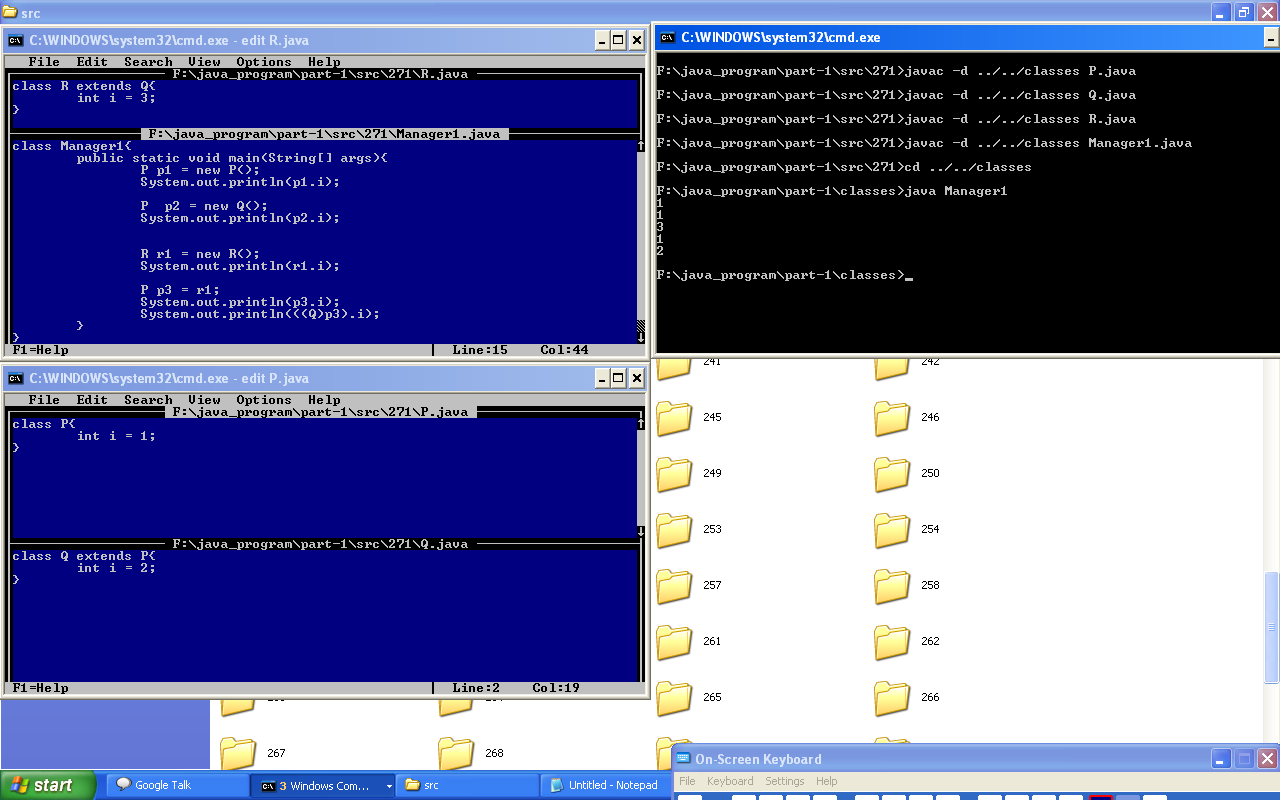 src
C:\WINDOWS\system32\cmd.exe - edit R.java
File Edit Search View Options Help
F:\java_program\part-1\src\271\R.java
class R extends Q{
int i = 3;
}
F:\java_program\part-1\src\271\Manager1.java
class Manager1{
public static void main(String[] args){
P p1 = new P();
System.out.println(p1.i);
P  p2 = new Q();
System.out.println(p2.i);
R r1 = new R();
System.out.println(r1.i);
P p3 = r1;
System.out.println(p3.i);
System.out.println(((Q)p3).i);
}
}
F1=Help Line:15 Col:44
C:\WINDOWS\system32\cmd.exe
F:\java_program\part-1\src\271>javac -d ../../classes P.java
F:\java_program\part-1\src\271>javac -d ../../classes Q.java
F:\java_program\part-1\src\271>javac -d ../../classes R.java
F:\java_program\part-1\src\271>javac -d ../../classes Manager1.java
F:\java_program\part-1\src\271>cd ../../classes
F:\java_program\part-1\classes>java Manager1
1
1
3
1
2
F:\java_program\part-1\classes>_
C:\WINDOWS\system32\cmd.exe - edit P.java
File Edit Search View Options Help
F:\java_program\part-1\src\271\P.java
class P{
int i = 1;
}
F:\java_program\part-1\src\271\Q.java
class Q extends P{
int i = 2;
}
F1=Help Line:2 Col:19
241 242
245 246
249 250
253 254
257 258
261 262
265 266
267 268
On-Screen Keyboard
File Keyboard Settings Help
start Google Talk 3 Windows Com... src Untitled - Notepad